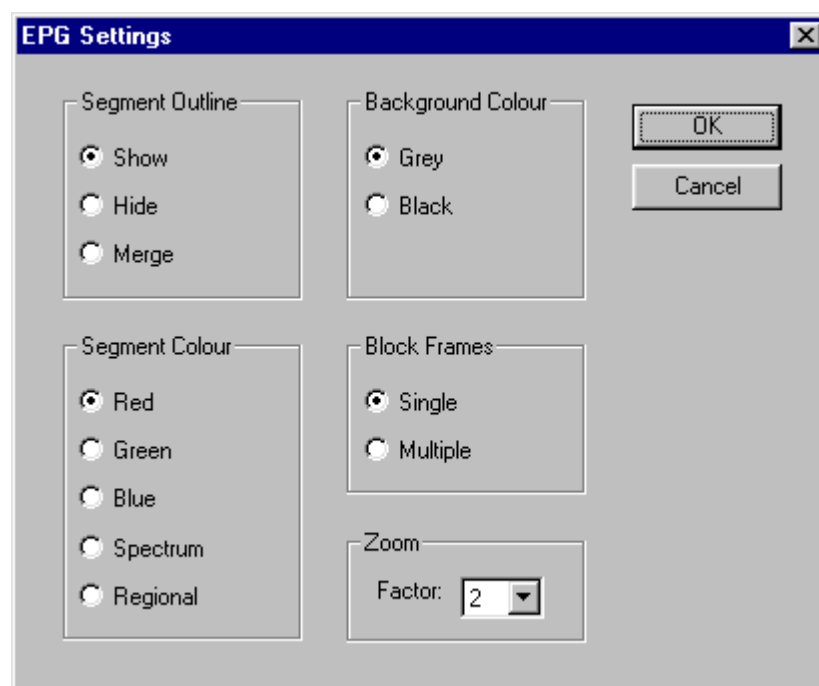 EPG Settings
Segment Outline
Show
Hide
Merge
Background Colour
Grey
Black
OK
Cancel
Segment Colour
Red
Green
Blue
Spectrum
Regional
Block Frames
Single
Multiple
Zoom
Factor: 2